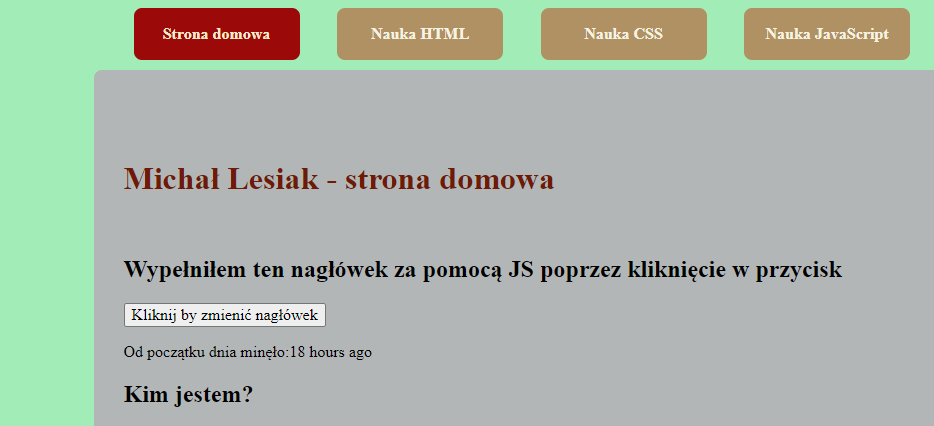 Strona domowa Nauka HTML Nauka CSS Nauka JavaScript
Michał Lesiak - strona domowa
Wypełniłem ten nagłówek za pomocą JS poprzez kliknięcie w przycisk
Kliknij by zmienić nagłówek
Od początku dnia minęło:18 hours ago
Kim jestem?